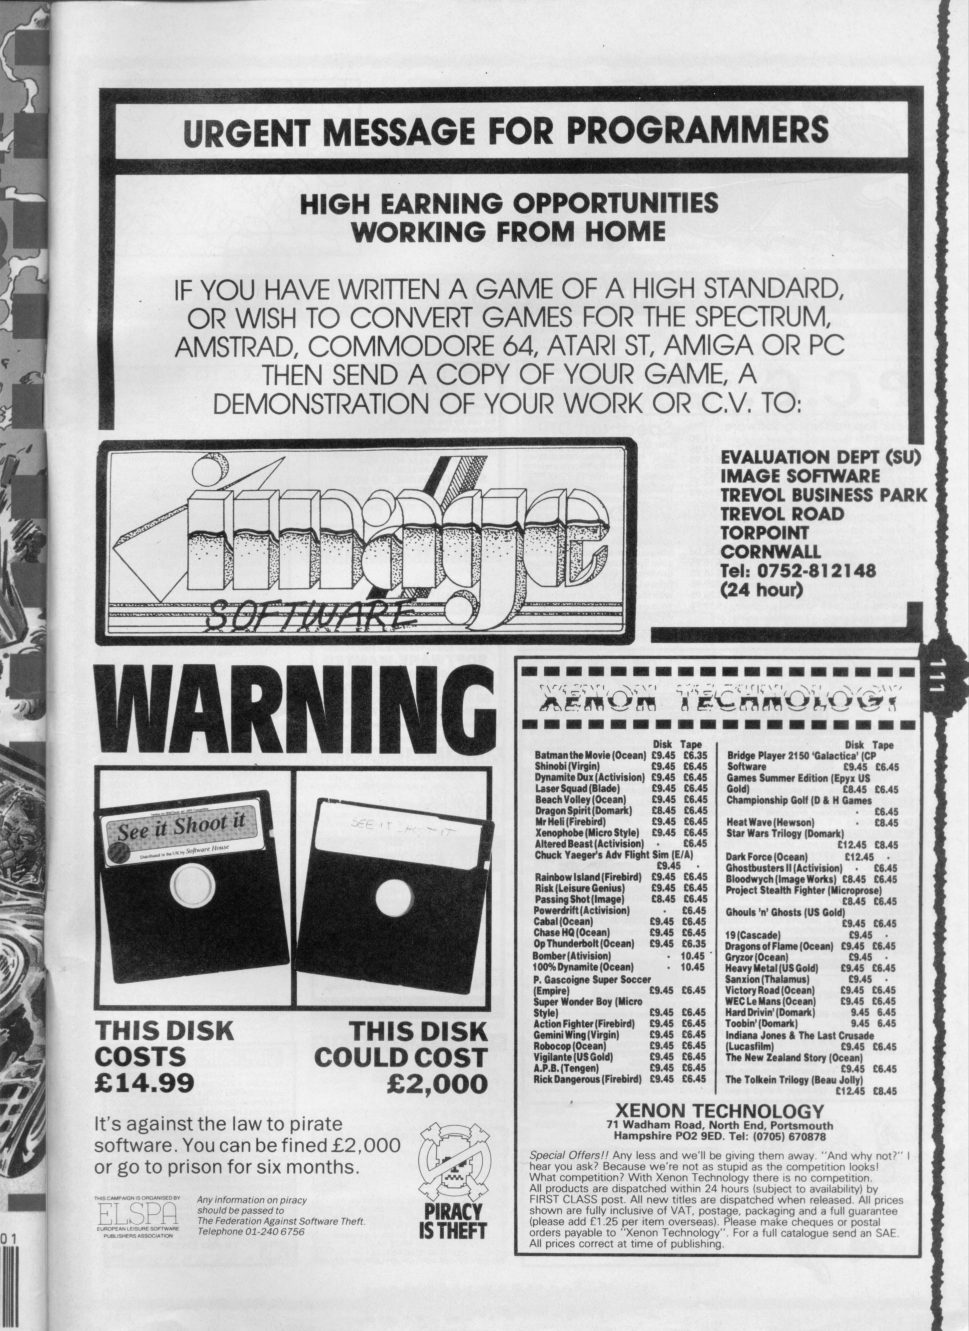 URGENT MESSAGE FOR PROGRAMMERS
HIGH EARNING OPPORTUNITIES
WORKING FROM HOME
IF YOU HAVE WRITTEN A GAME OF A HIGH STANDARD,
OR WISH TO CONVERT GAMES FOR THE SPECTRUM,
AMSTRAD, COMMODORE 64, ATARI ST, AMIGA OR PC
THEN SEND A COPY OF YOUR GAME, A
DEMONSTRATION OF YOUR WORK OR C.V. TO:
image
SOFTWARE
EVALUATION DEPT (SU)
IMAGE SOFTWARE
TREVOL BUSINESS PARK
TREVOL ROAD
TORPOINT
CORNWALL
Tel: 0752-812148
(24 hour)
111
WARNING
See it Shoot it
Distributed in the UK by Software House
THIS DISK
COSTS
£14.99
THIS DISK
COULD COST
£2,000
It's against the law to pirate
software. You can be fined £2,000
or go to prison for six months.
THIS CAMPAIGN IS ORGANISED BY
ELSPA
EUROPEAN LEISURE SOFTWARE
PUBLISHERS ASSOCIATION
Any information on piracy
should be passed to
The Federation Against Software Theft.
Telephone 01-240 6756
PIRACY
IS THEFT
XENON TECHNOLOGY
Disk Tape
Batman the Movie (Ocean) £9.45 £6.35
Shinobi (Virgin) £9.45 £6.45
Dynamite Dux (Activision) £9.45 £6.45
Laser Squad (Blade) £9.45 £6.45
Beach Volley (Ocean) £9.45 £6.45
Dragon Spirit (Domark) £8.45 £6.45
Mr Heli (Firebird) £9.45 £6.45
Xenophobe (Micro Style) £9.45 £6.45
Altered Beast (Activision) - £6.45
Chuck Yaeger's Adv Flight Sim (E/A)
£9.45 -
Rainbow Island (Firebird) £9.45 £6.45
Risk (Leisure Genius) £9.45 £6.45
Passing Shot (Image) £8.45 £6.45
Powerdrift (Activision) - £6.45
Cabal (Ocean) £9.45 £6.45
Chase HQ (Ocean) £9.45 £6.45
Op Thunderbolt (Ocean) £9.45 £6.35
Bomber (Ativision) - 10.45
100% Dynamite (Ocean) - 10.45
P. Gascoigne Super Soccer
(Empire) £9.45 £6.45
Super Wonder Boy (Micro
Style) £9.45 £6.45
Action Fighter (Firebird) £9.45 £6.45
Gemini Wing (Virgin) £9.45 £6.45
Robocop (Ocean) £9.45 £6.45
Vigilante (US Gold) £9.45 £6.45
A.P.B. (Tengen) £9.45 £6.45
Rick Dangerous (Firebird) £9.45 £6.45
Disk Tape
Bridge Player 2150 'Galactica' (CP
Software £9.45 £6.45
Games Summer Edition (Epyx US
Gold) £8.45 £6.45
Championship Golf (D & H Games
- £6.45
Heat Wave (Hewson) - £8.45
Star Wars Trilogy (Domark)
£12.45 £8.45
Dark Force (Ocean) £12.45 -
Ghostbusters II (Activision) - £6.45
Bloodwych (Image Works) £8.45 £6.45
Project Stealth Fighter (Microprose)
£8.45 £6.45
Ghouls 'n' Ghosts (US Gold)
£9.45 £6.45
19 (Cascade) £9.45 -
Dragons of Flame (Ocean) £9.45 £6.45
Gryzor (Ocean) £9.45 -
Heavy Metal (US Gold) £9.45 £6.45
Sanxion (Thalamus) £9.45 -
Victory Road (Ocean) £9.45 £6.45
WEC Le Mans (Ocean) £9.45 £6.45
Hard Drivin' (Domark) 9.45 6.45
Toobin' (Domark) 9.45 6.45
Indiana Jones & The Last Crusade
(Lucasfilm) £9.45 £6.45
The New Zealand Story (Ocean)
£9.45 £6.45
The Tolkein Trilogy (Beau Jolly)
£12.45 £8.45
XENON TECHNOLOGY
71 Wadham Road, North End, Portsmouth
Hampshire PO2 9ED. Tel: (0705) 670878
Special Offers!! Any less and we'll be giving them away. "And why not?" I
hear you ask? Because we're not as stupid as the competition looks!
What competition? With Xenon Technology there is no competition.
All products are dispatched within 24 hours (subject to availability) by
FIRST CLASS post. All new titles are dispatched when released. All prices
shown are fully inclusive of VAT, postage, packaging and a full guarantee
(please add £1.25 per item overseas). Please make cheques or postal
orders payable to "Xenon Technology". For a full catalogue send an SAE.
All prices correct at time of publishing.
01